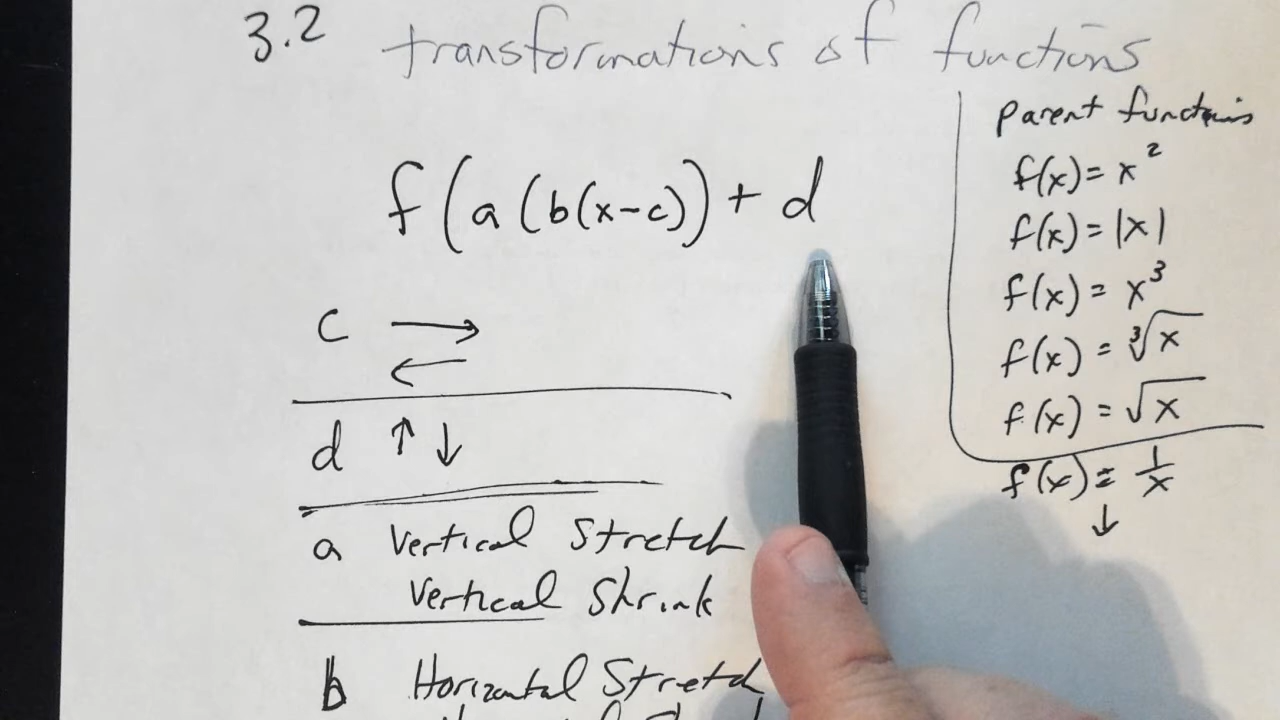 3.2 transformations of functions
f(a(b(x-c)) + d
c → ←
d ↑ ↓
a Vertical Stretch
Vertical Shrink
b Horizontal Stretch
parent functions
f(x) = x²
f(x) = |x|
f(x) = x³
f(x) = ∛x
f(x) = √x
f(x) = 1/x
↓